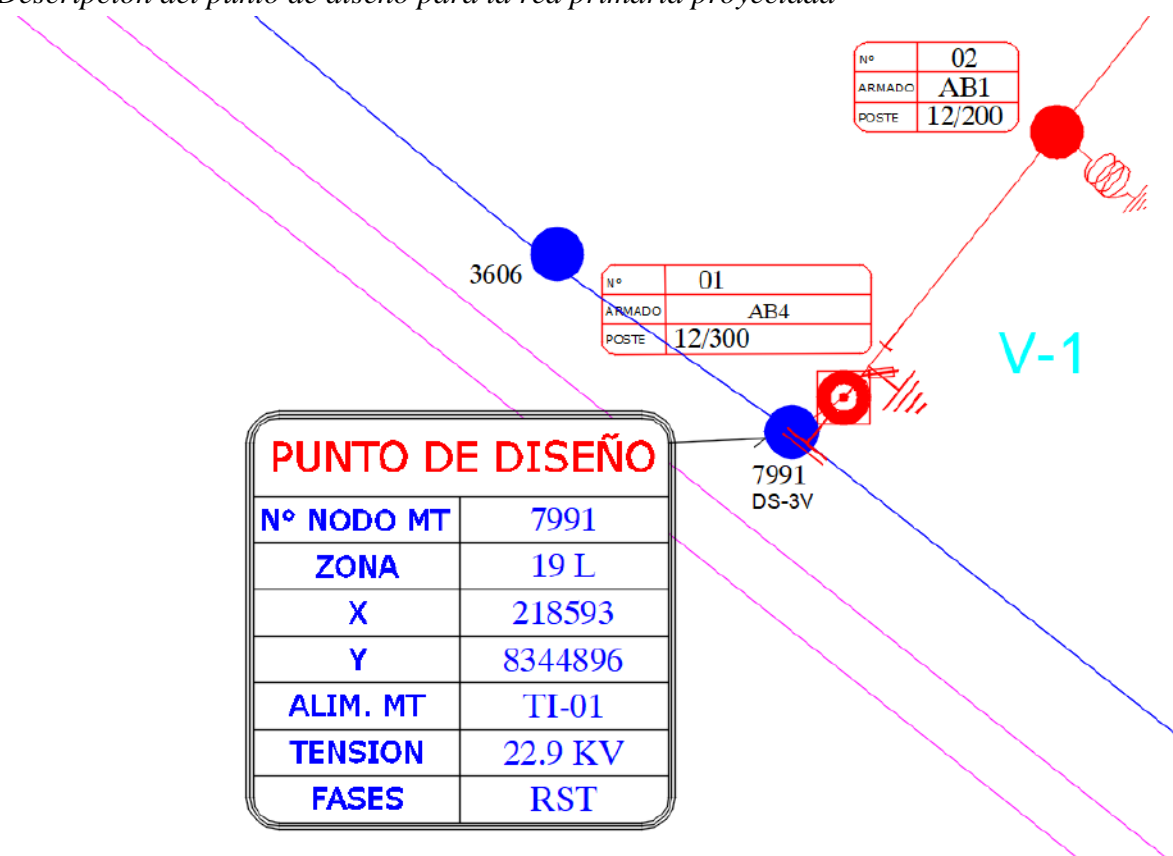 Descripción del punto de diseño para la red primaria proyectada
Nº 02
ARMADO AB1
POSTE 12/200
3606
Nº 01
ARMADO AB4
POSTE 12/300
V-1
7991
DS-3V
PUNTO DE DISEÑO
Nº NODO MT 7991
ZONA 19 L
X 218593
Y 8344896
ALIM. MT TI-01
TENSION 22.9 KV
FASES RST